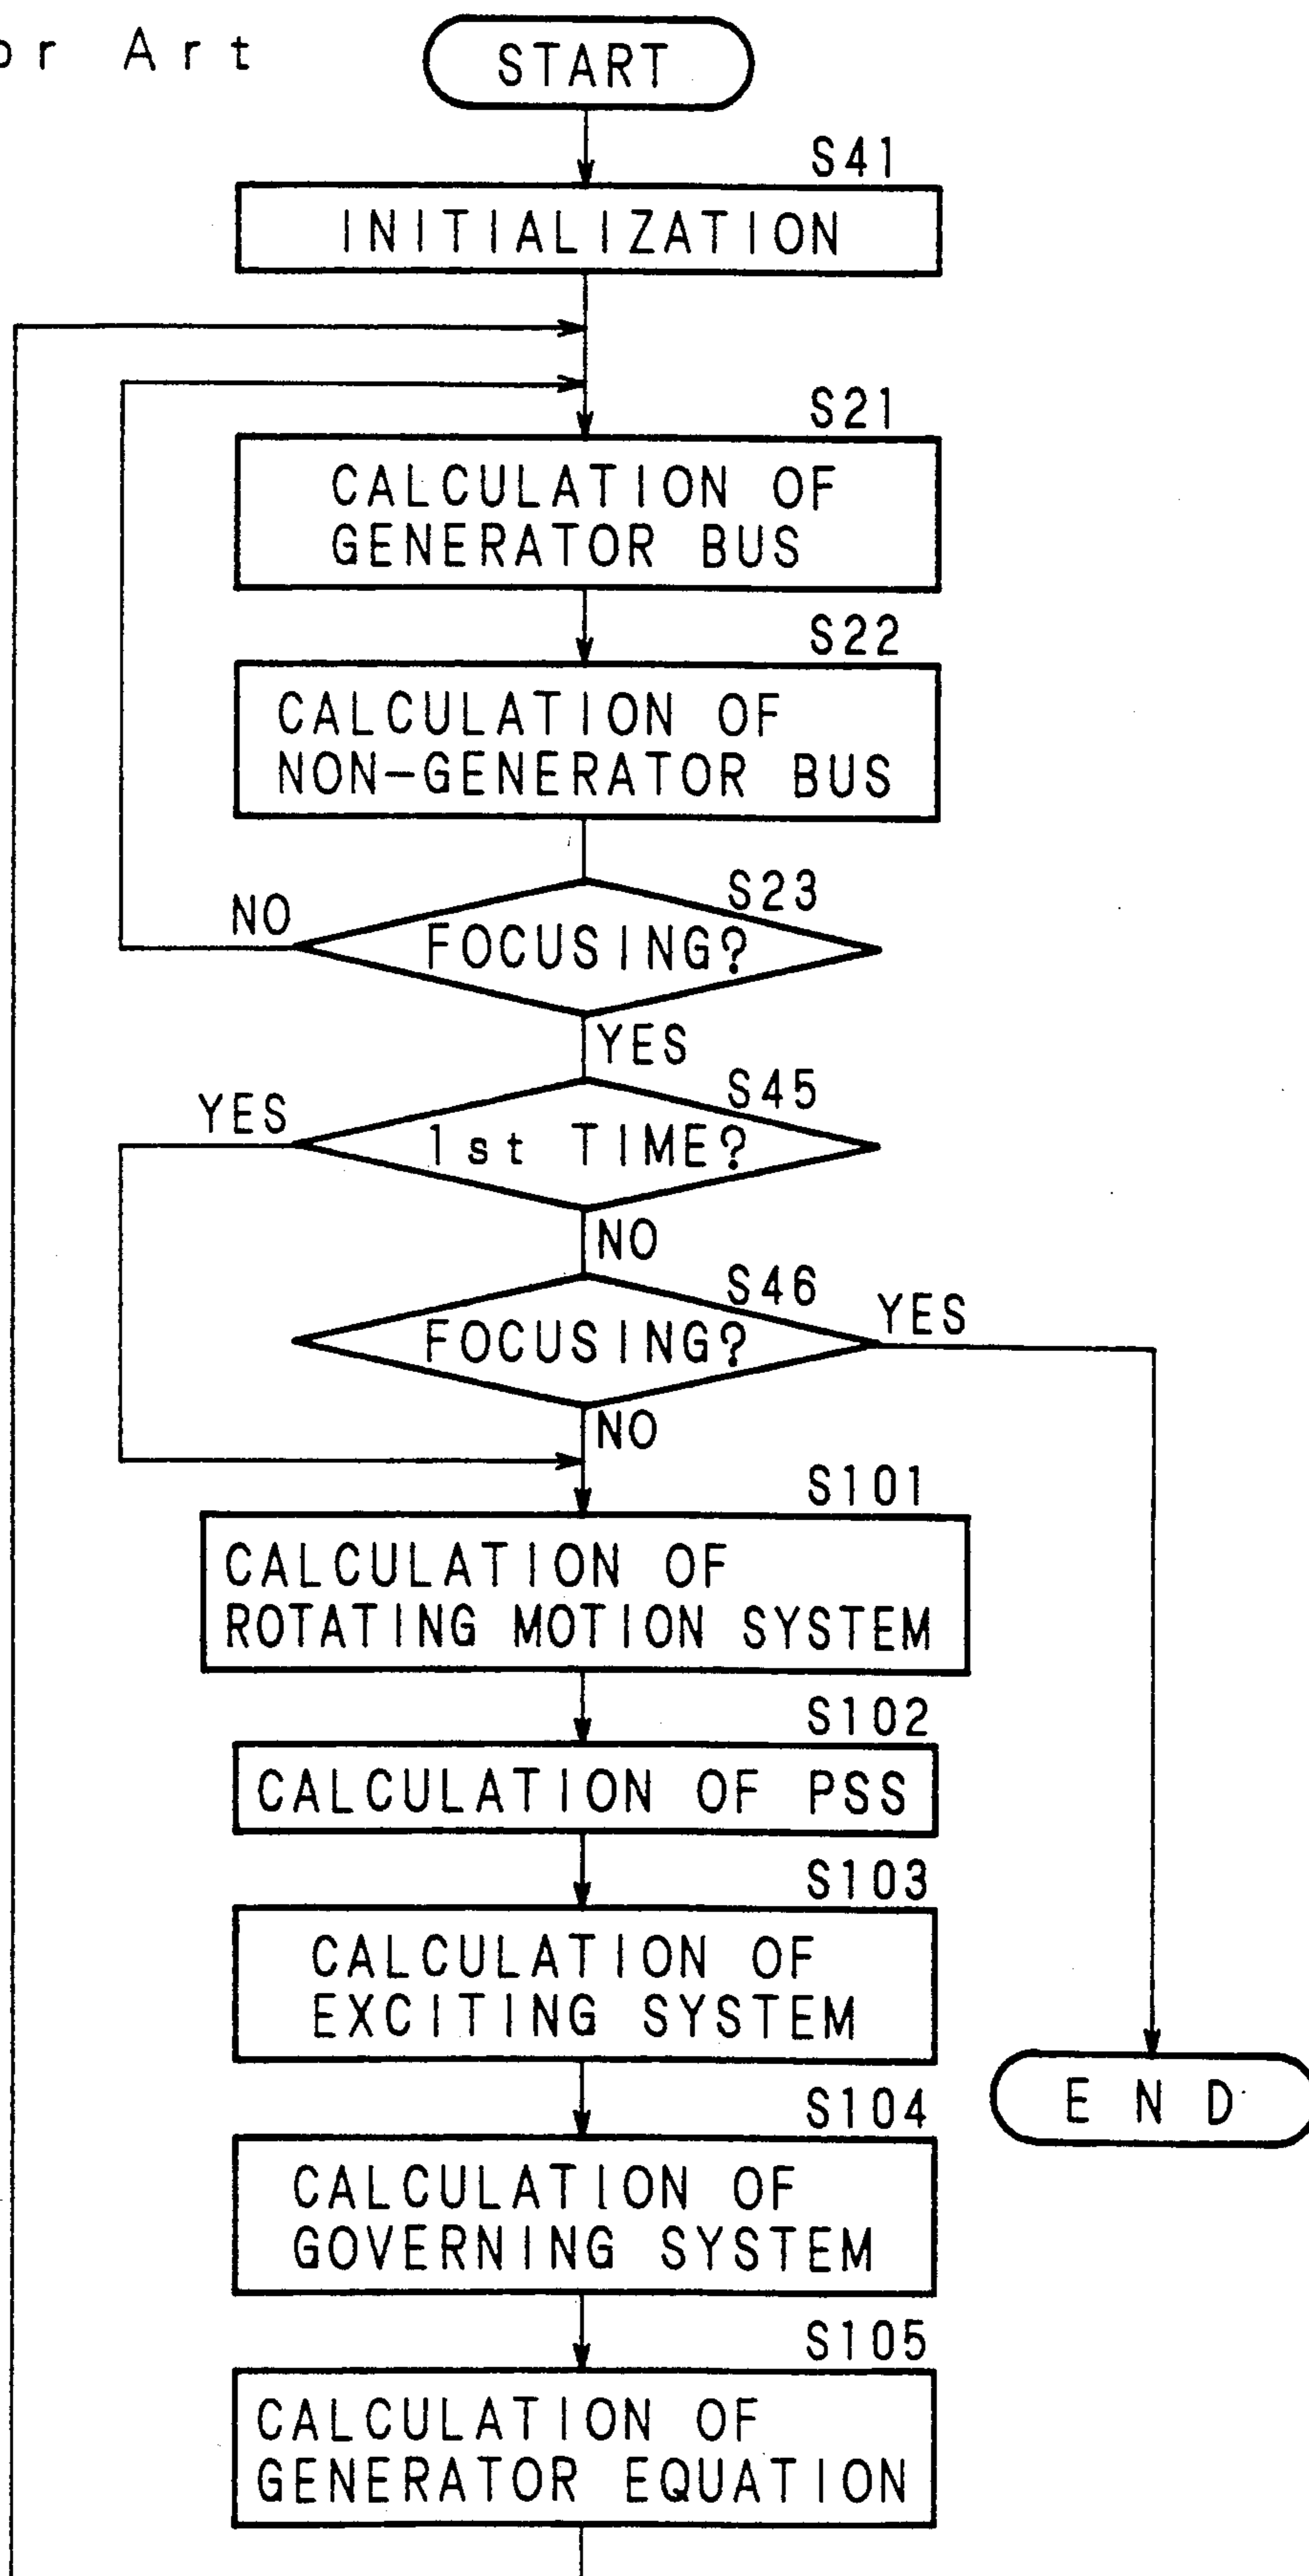 or Art
START
S41
INITIALIZATION
S21
CALCULATION OF
GENERATOR BUS
S22
CALCULATION OF
NON-GENERATOR BUS
S23
NO
FOCUSING?
YES
S45
YES
1st TIME?
NO
S46
YES
FOCUSING?
NO
S101
CALCULATION OF
ROTATING MOTION SYSTEM
S102
CALCULATION OF PSS
S103
CALCULATION OF
EXCITING SYSTEM
END
S104
CALCULATION OF
GOVERNING SYSTEM
S105
CALCULATION OF
GENERATOR EQUATION